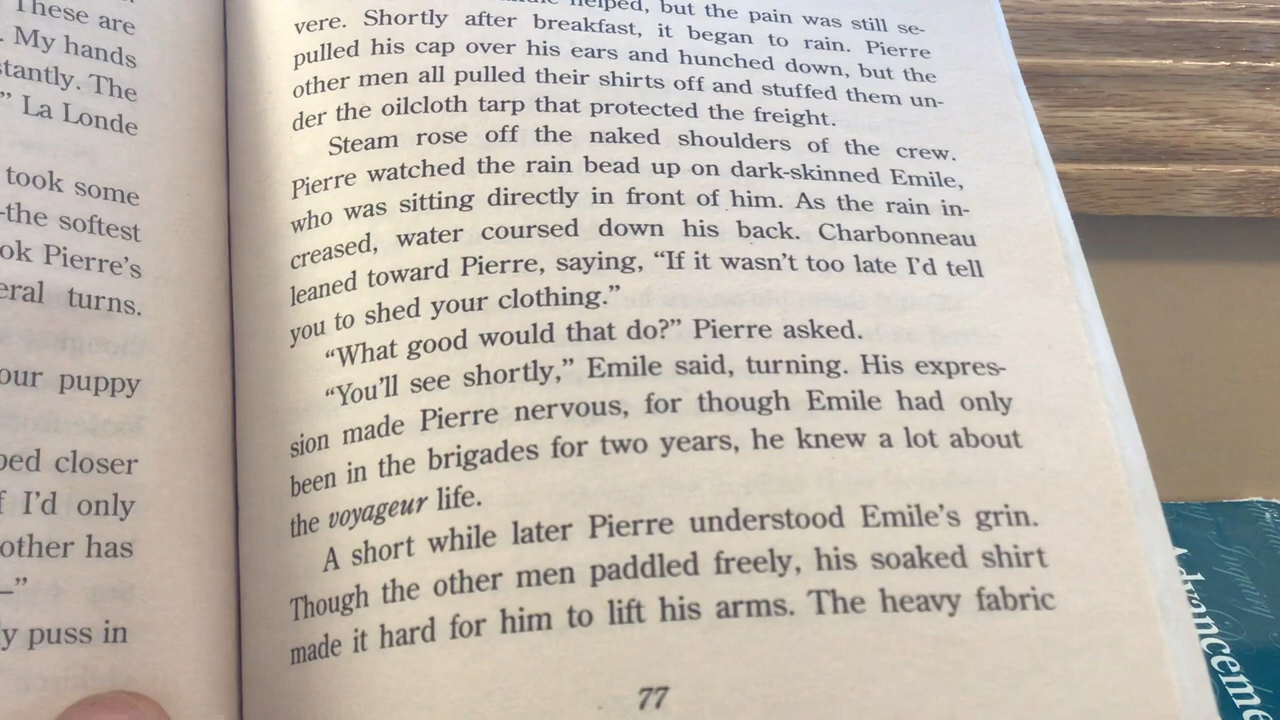 These are
. My hands
stantly. The
” La Londe
took some
-the softest
ok Pierre’s
eral turns.
our puppy
ped closer
f I’d only
other has
—”
y puss in
helped, but the pain was still se-
vere. Shortly after breakfast, it began to rain. Pierre
pulled his cap over his ears and hunched down, but the
other men all pulled their shirts off and stuffed them un-
der the oilcloth tarp that protected the freight.
Steam rose off the naked shoulders of the crew.
Pierre watched the rain bead up on dark-skinned Emile,
who was sitting directly in front of him. As the rain in-
creased, water coursed down his back. Charbonneau
leaned toward Pierre, saying, “If it wasn’t too late I’d tell
you to shed your clothing.”
“What good would that do?” Pierre asked.
“You’ll see shortly,” Emile said, turning. His expres-
sion made Pierre nervous, for though Emile had only
been in the brigades for two years, he knew a lot about
the voyageur life.
A short while later Pierre understood Emile’s grin.
Though the other men paddled freely, his soaked shirt
made it hard for him to lift his arms. The heavy fabric
77
Advanceme